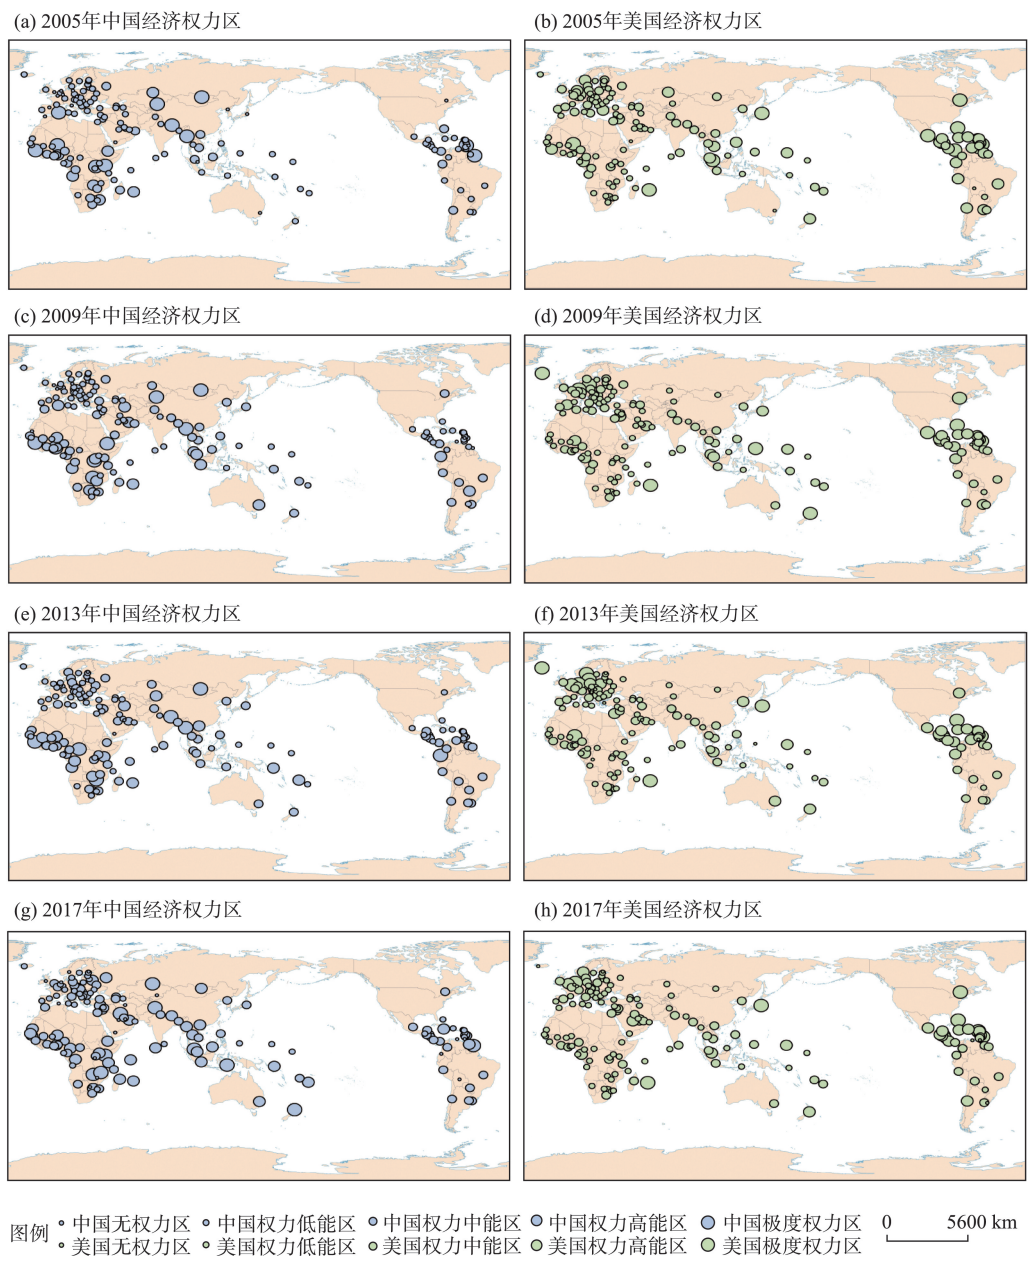 (a) 2005年中国经济权力区
(b) 2005年美国经济权力区
(c) 2009年中国经济权力区
(d) 2009年美国经济权力区
(e) 2013年中国经济权力区
(f) 2013年美国经济权力区
(g) 2017年中国经济权力区
(h) 2017年美国经济权力区
图例
中国无权力区 中国权力低能区 中国权力中能区 中国权力高能区 中国极度权力区
美国无权力区 美国权力低能区 美国权力中能区 美国权力高能区 美国极度权力区
0 5600 km